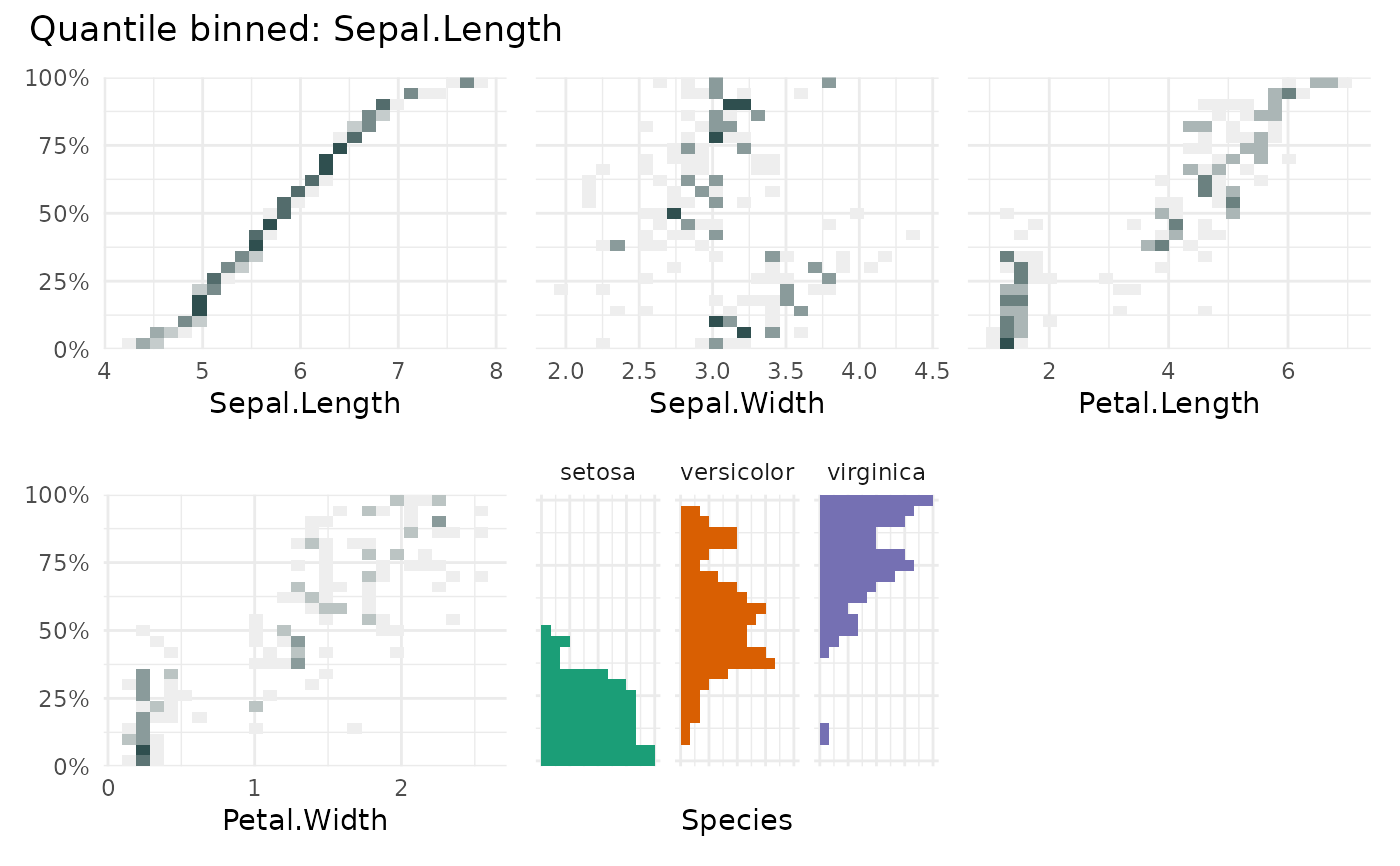 Quantile binned: Sepal.Length
100%
75%
50%
25%
0%
4 5 6 7 8
Sepal.Length
2.0 2.5 3.0 3.5 4.0 4.5
Sepal.Width
2 4 6
Petal.Length
100%
75%
50%
25%
0%
0 1 2
Petal.Width
setosa versicolor virginica
Species